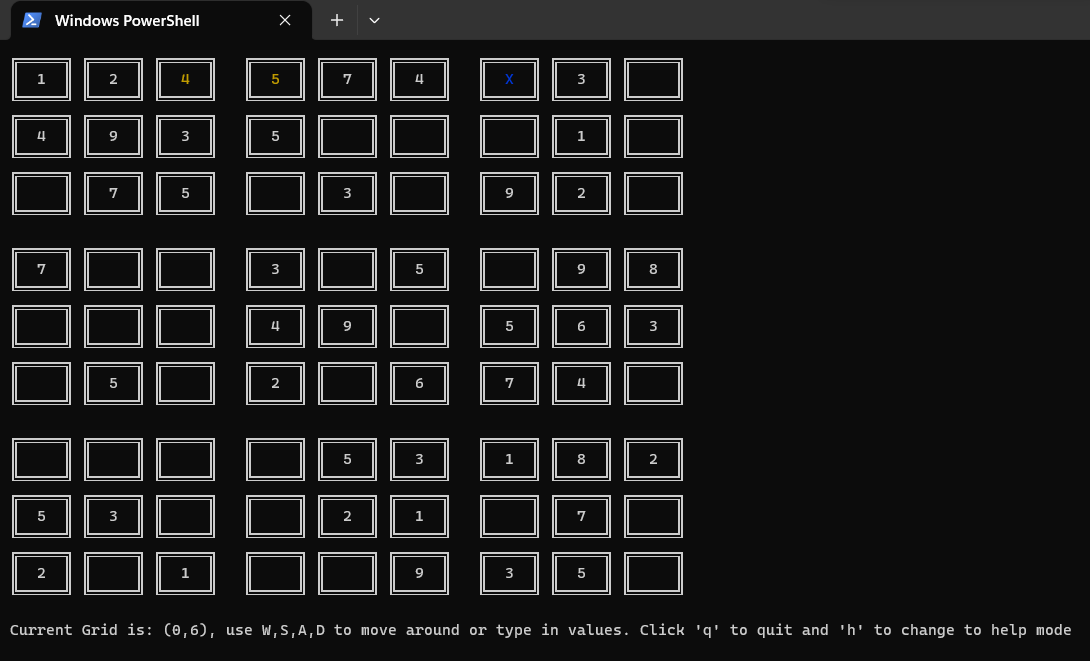 Windows PowerShell
1 2 4 5 7 4 X 3
4 9 3 5 1
7 5 3 9 2
7 3 5 9 8
4 9 5 6 3
5 2 6 7 4
5 3 1 8 2
5 3 2 1 7
2 1 9 3 5
Current Grid is: (0,6), use W,S,A,D to move around or type in values. Click 'q' to quit and 'h' to change to help mode